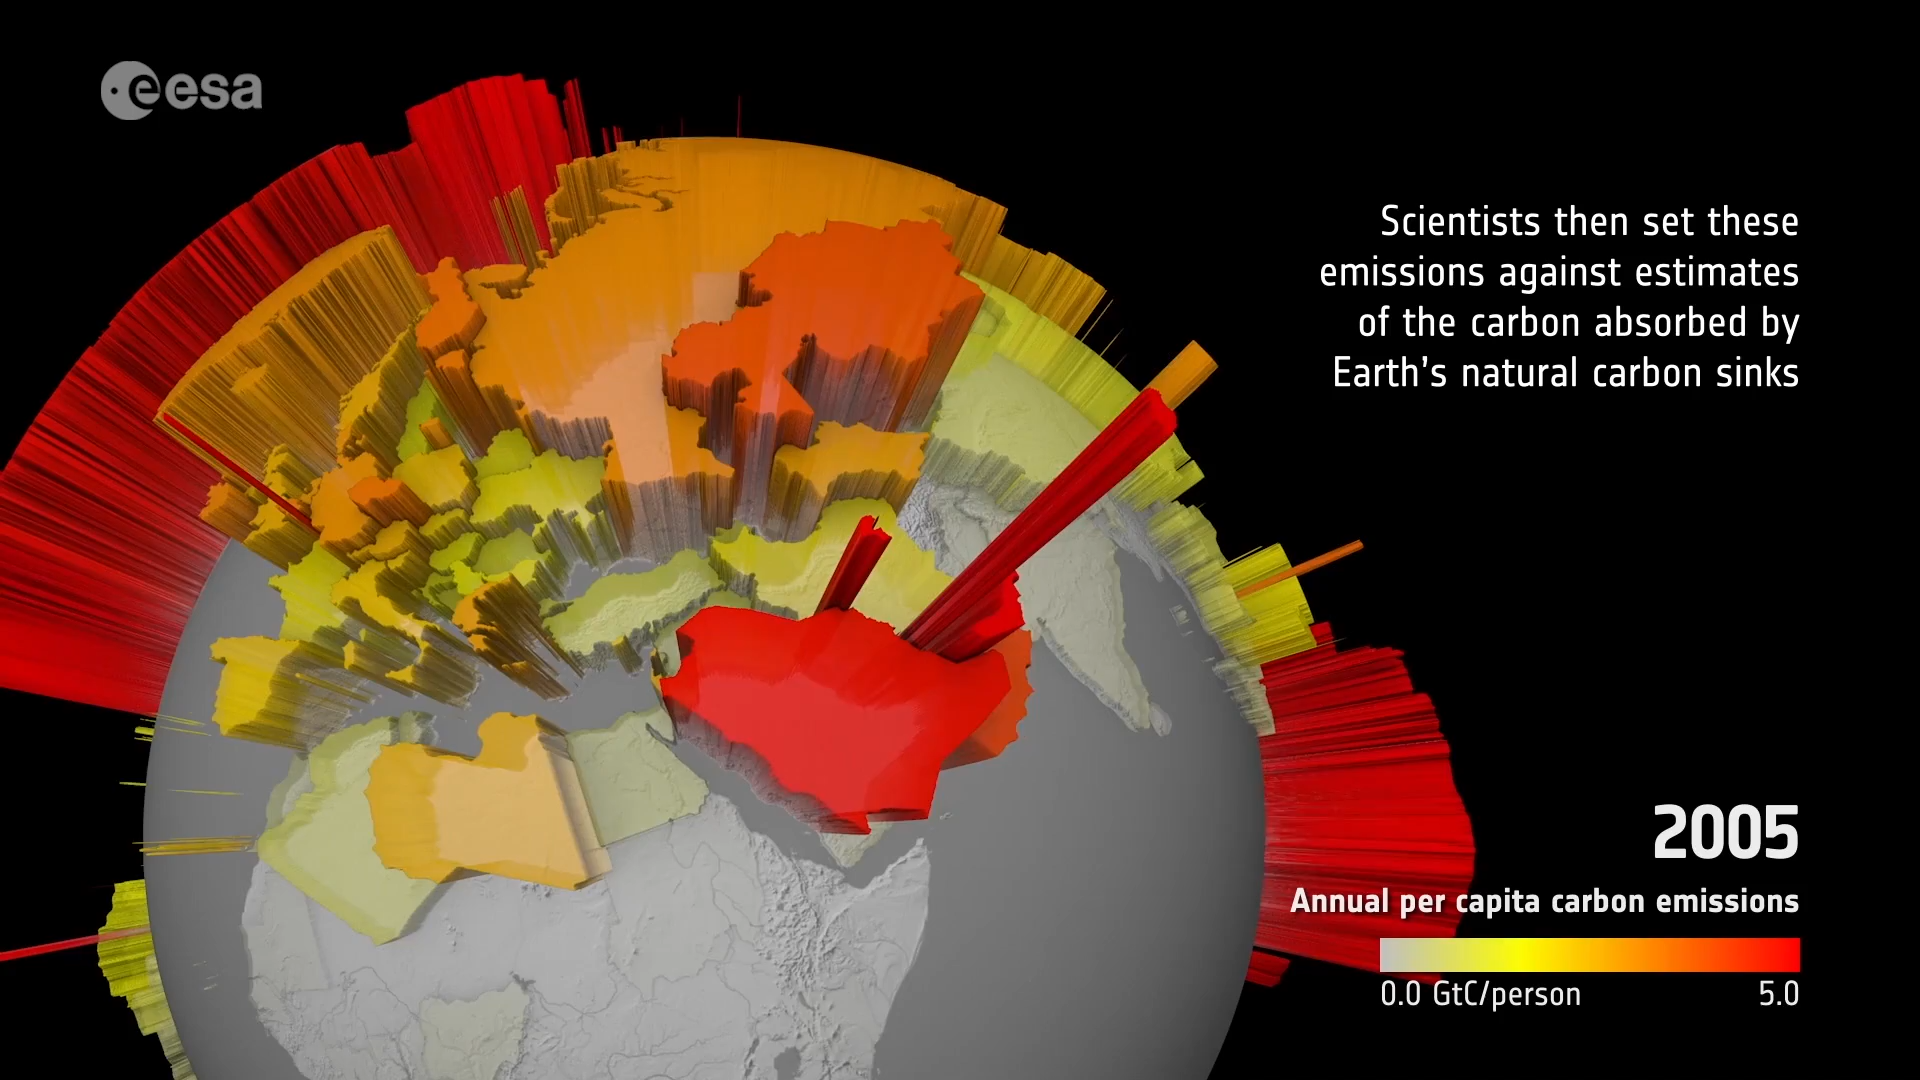 eesa
Scientists then set these
emissions against estimates
of the carbon absorbed by
Earth's natural carbon sinks
2005
Annual per capita carbon emissions
0.0 GtC/person 5.0